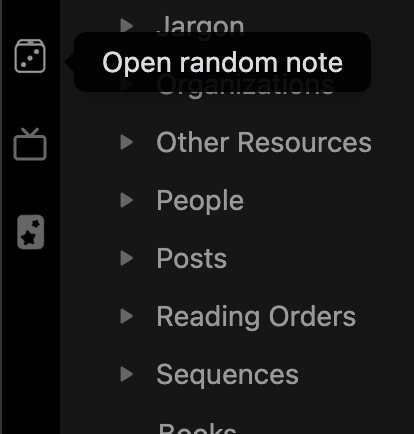 Jargon
Open random note
Organizations
Other Resources
People
Posts
Reading Orders
Sequences
Books